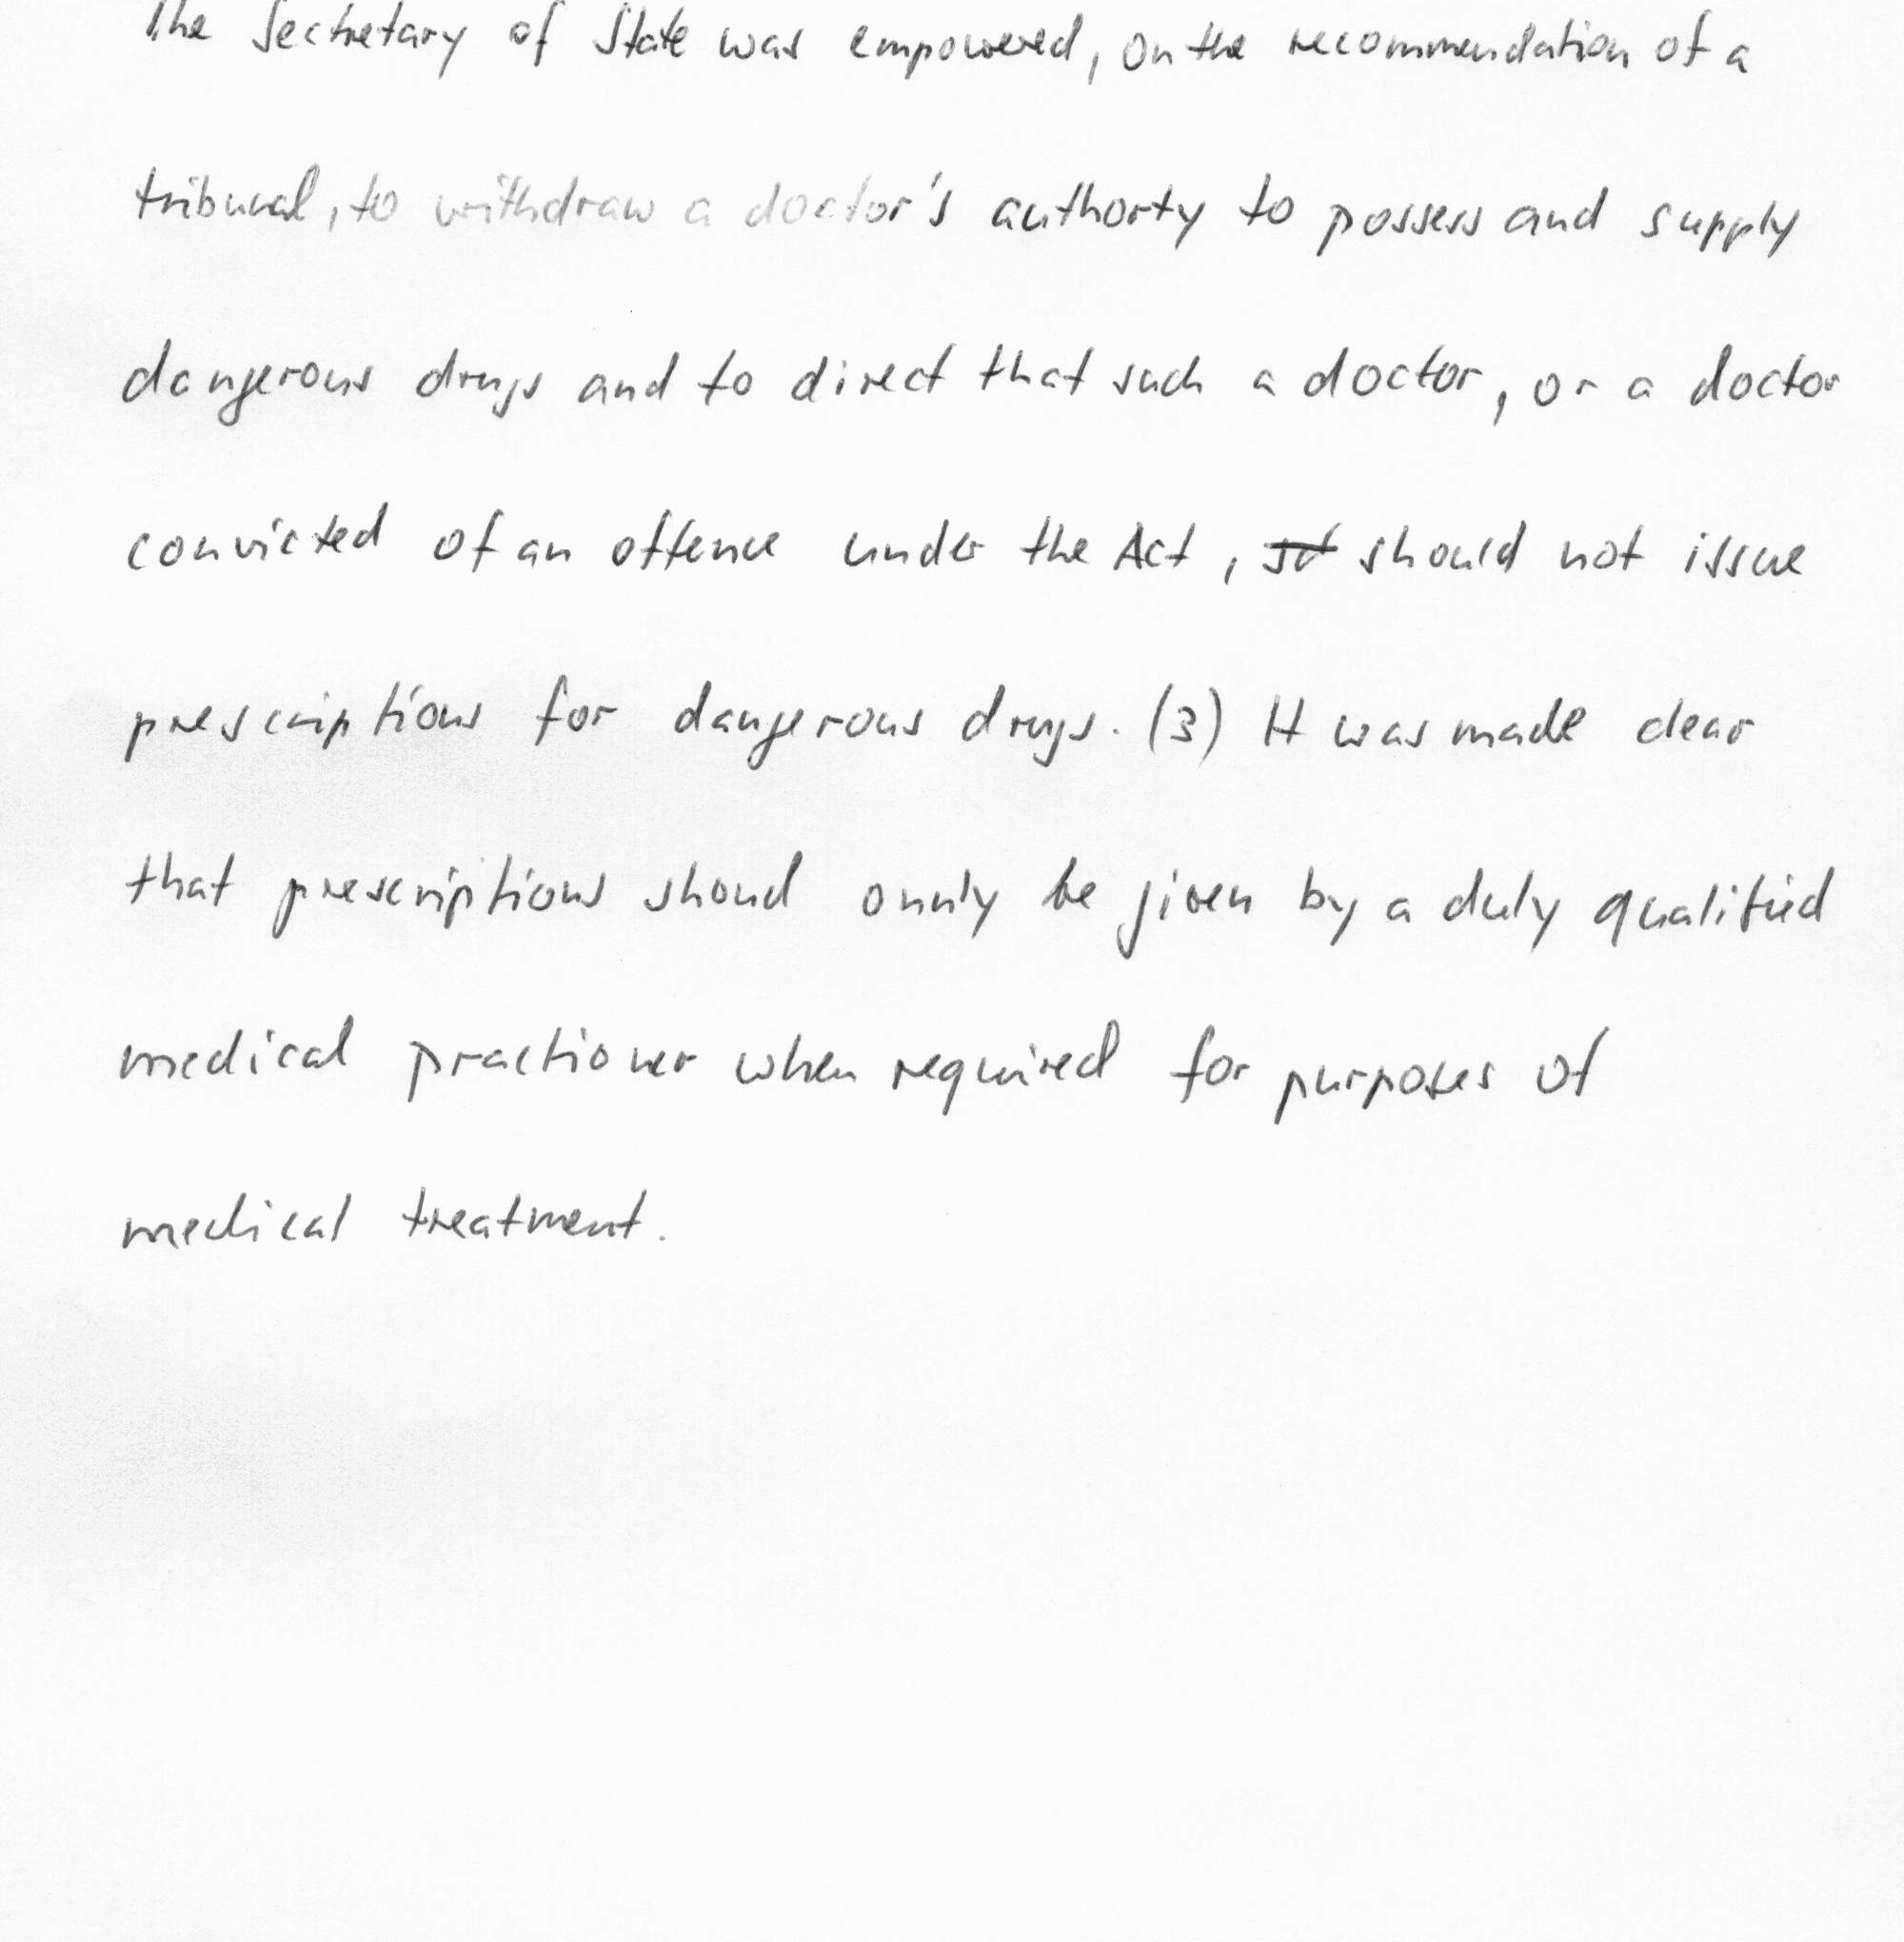 The Sectretary of State was empowered, on the recommendation of a
tribunal, to withdraw a doctor's authorty to possess and supply
dangerous drugs and to direct that such a doctor, or a doctor
convicted of an offence under the Act, should not issue
prescriptions for dangerous drugs. (3) It was made clear
that prescriptions shoud onnly be given by a duly qualified
medical practioner when required for purposes of
medical treatment.